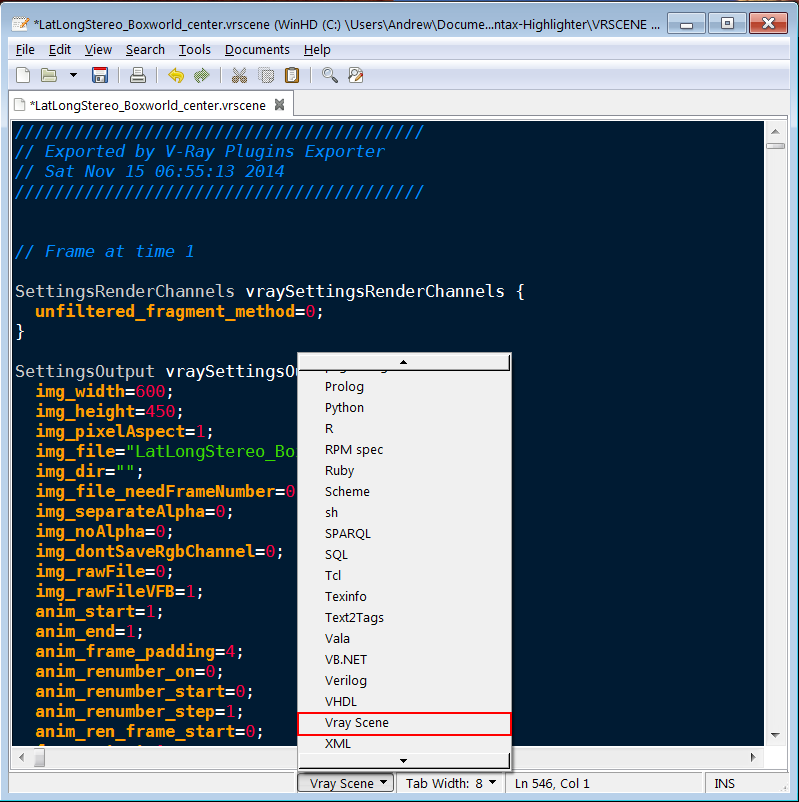 *LatLongStereo_Boxworld_center.vrscene (WinHD (C:) \Users\Andrew\Docume...ntax-Highlighter\VRSCENE ...
File Edit View Search Tools Documents Help
*LatLongStereo_Boxworld_center.vrscene
/////////////////////////////////////////
// Exported by V-Ray Plugins Exporter
// Sat Nov 15 06:55:13 2014
/////////////////////////////////////////
// Frame at time 1
SettingsRenderChannels vraySettingsRenderChannels {
unfiltered_fragment_method=0;
}
SettingsOutput vraySettingsOu
img_width=600;
img_height=450;
img_pixelAspect=1;
img_file="LatLongStereo_Box
img_dir="";
img_file_needFrameNumber=0
img_separateAlpha=0;
img_noAlpha=0;
img_dontSaveRgbChannel=0;
img_rawFile=0;
img_rawFileVFB=1;
anim_start=1;
anim_end=1;
anim_frame_padding=4;
anim_renumber_on=0;
anim_renumber_start=0;
anim_renumber_step=1;
anim_ren_frame_start=0;
Prolog
Python
R
RPM spec
Ruby
Scheme
sh
SPARQL
SQL
Tcl
Texinfo
Text2Tags
Vala
VB.NET
Verilog
VHDL
Vray Scene
XML
Vray Scene Tab Width: 8 Ln 546, Col 1 INS